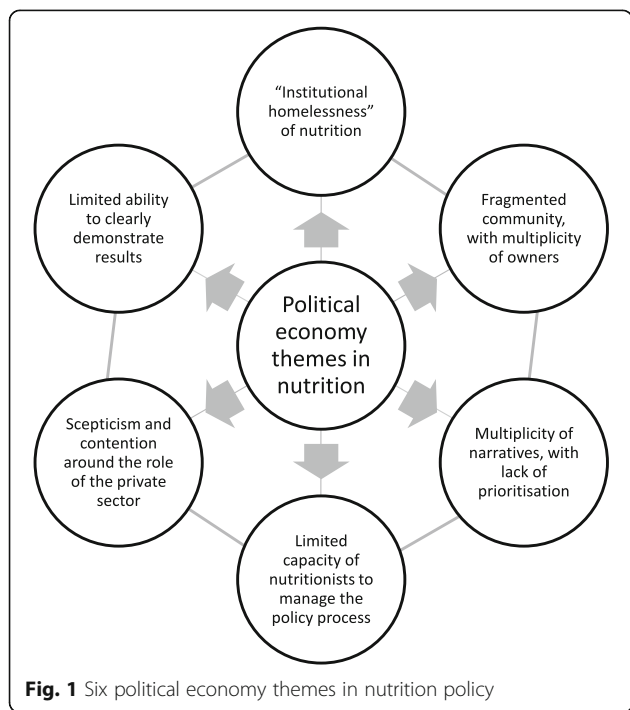 “Institutional
homelessness”
of nutrition
Limited ability
to clearly
demonstrate
results
Fragmented
community,
with multiplicity
of owners
Political
economy
themes in
nutrition
Scepticism and
contention
around the role
of the private
sector
Multiplicity of
narratives, with
lack of
prioritisation
Limited
capacity of
nutritionists to
manage the
policy process
Fig. 1 Six political economy themes in nutrition policy